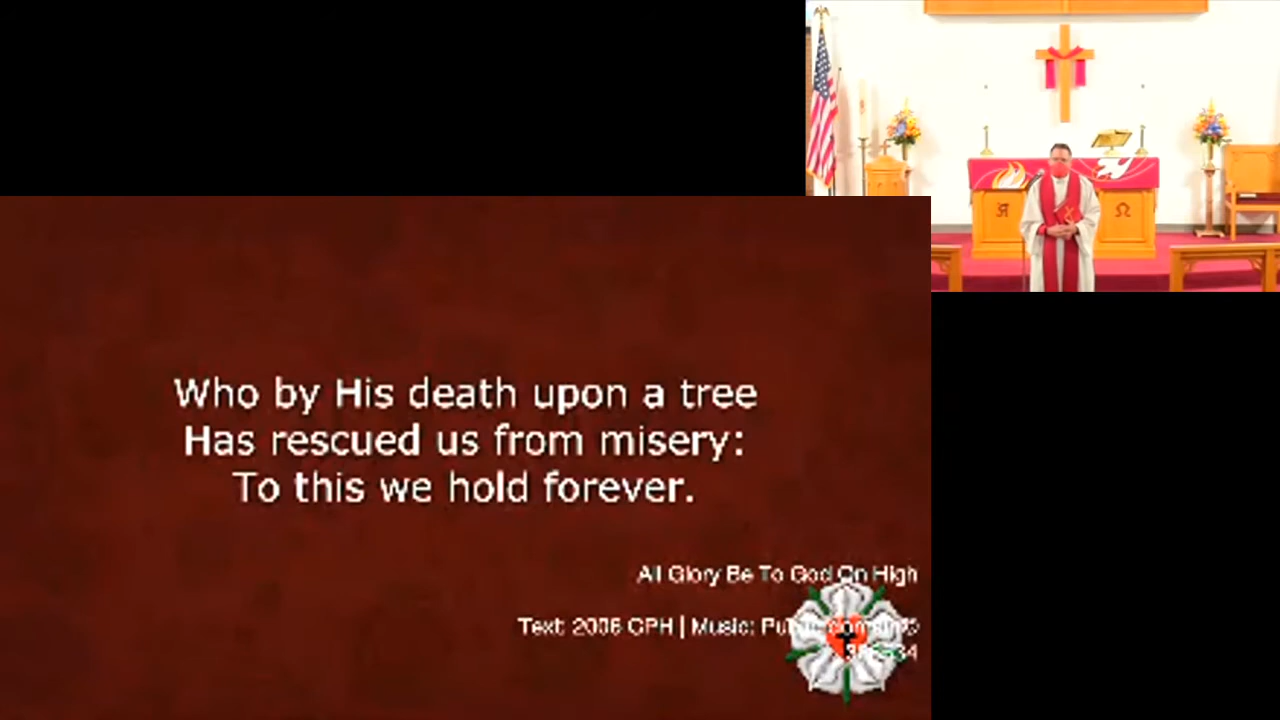 Who by His death upon a tree
Has rescued us from misery:
To this we hold forever.
All Glory Be To God On High
Text: 2006 CPH | Music:
Α
Ω